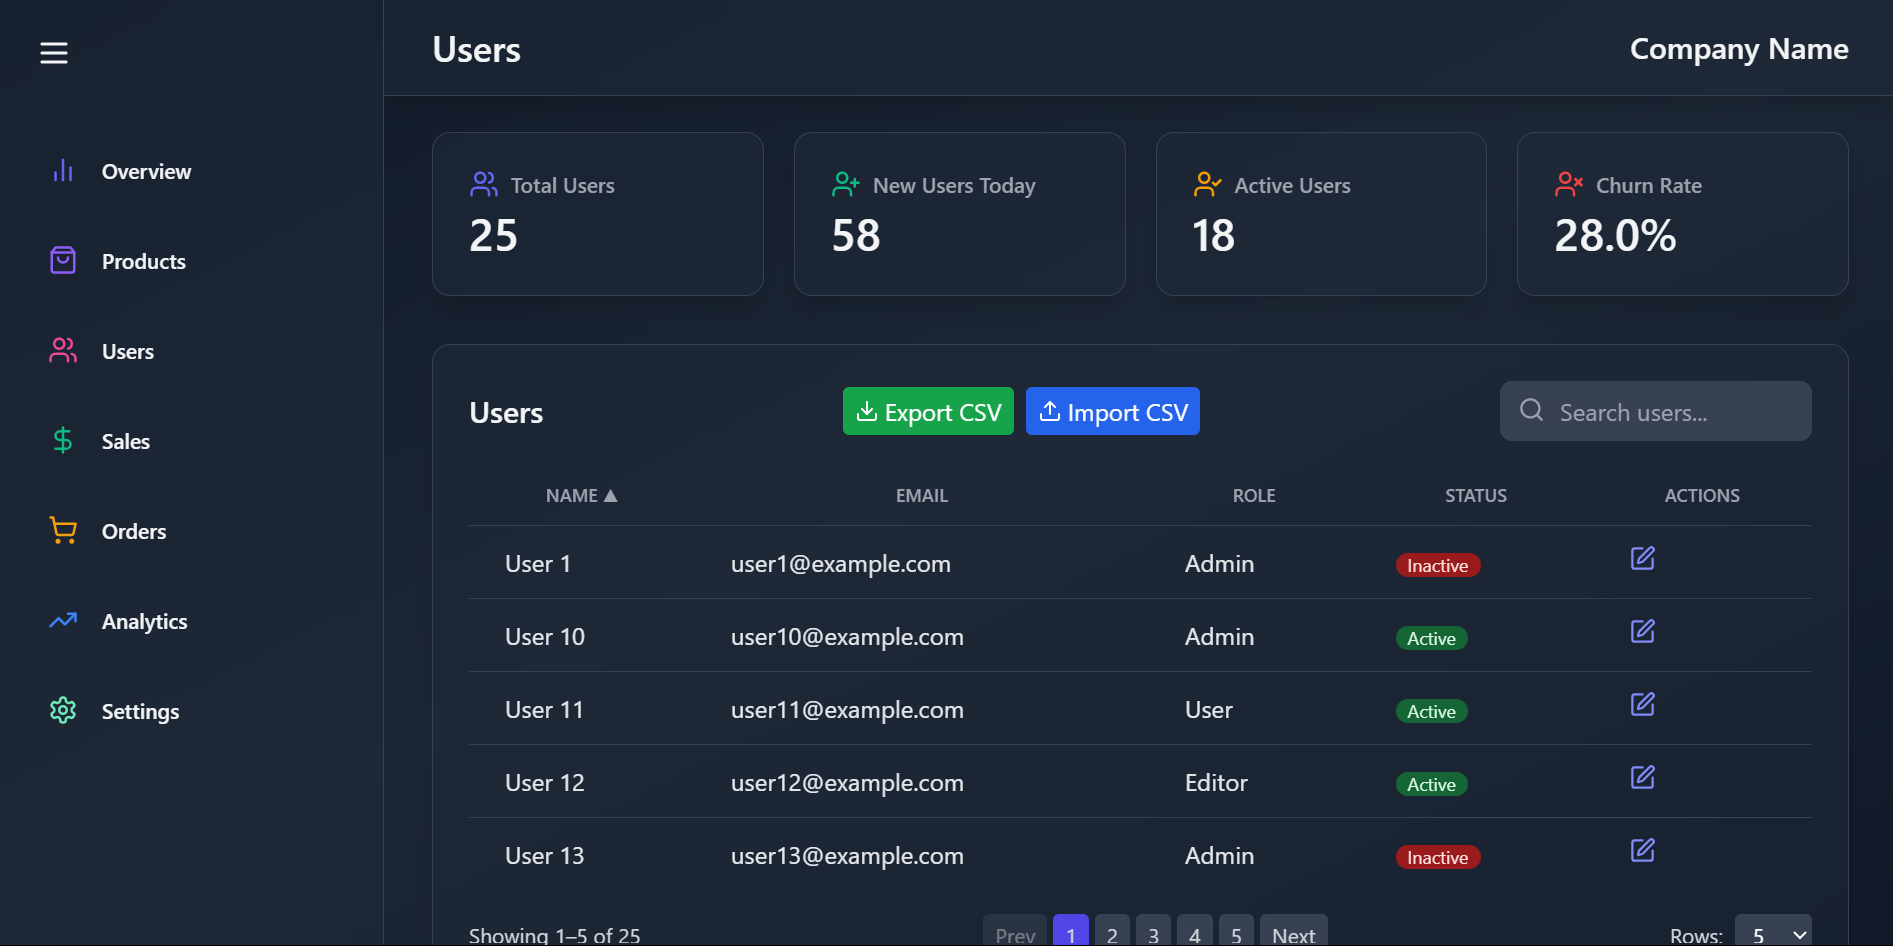 Users
Company Name
Overview
Products
Users
Sales
Orders
Analytics
Settings
Total Users
25
New Users Today
58
Active Users
18
Churn Rate
28.0%
Users
Export CSV
Import CSV
Search users...
NAME ▲ EMAIL ROLE STATUS ACTIONS
User 1 user1@example.com Admin Inactive
User 10 user10@example.com Admin Active
User 11 user11@example.com User Active
User 12 user12@example.com Editor Active
User 13 user13@example.com Admin Inactive
Showing 1–5 of 25 Prev 1 2 3 4 5 Next Rows: 5